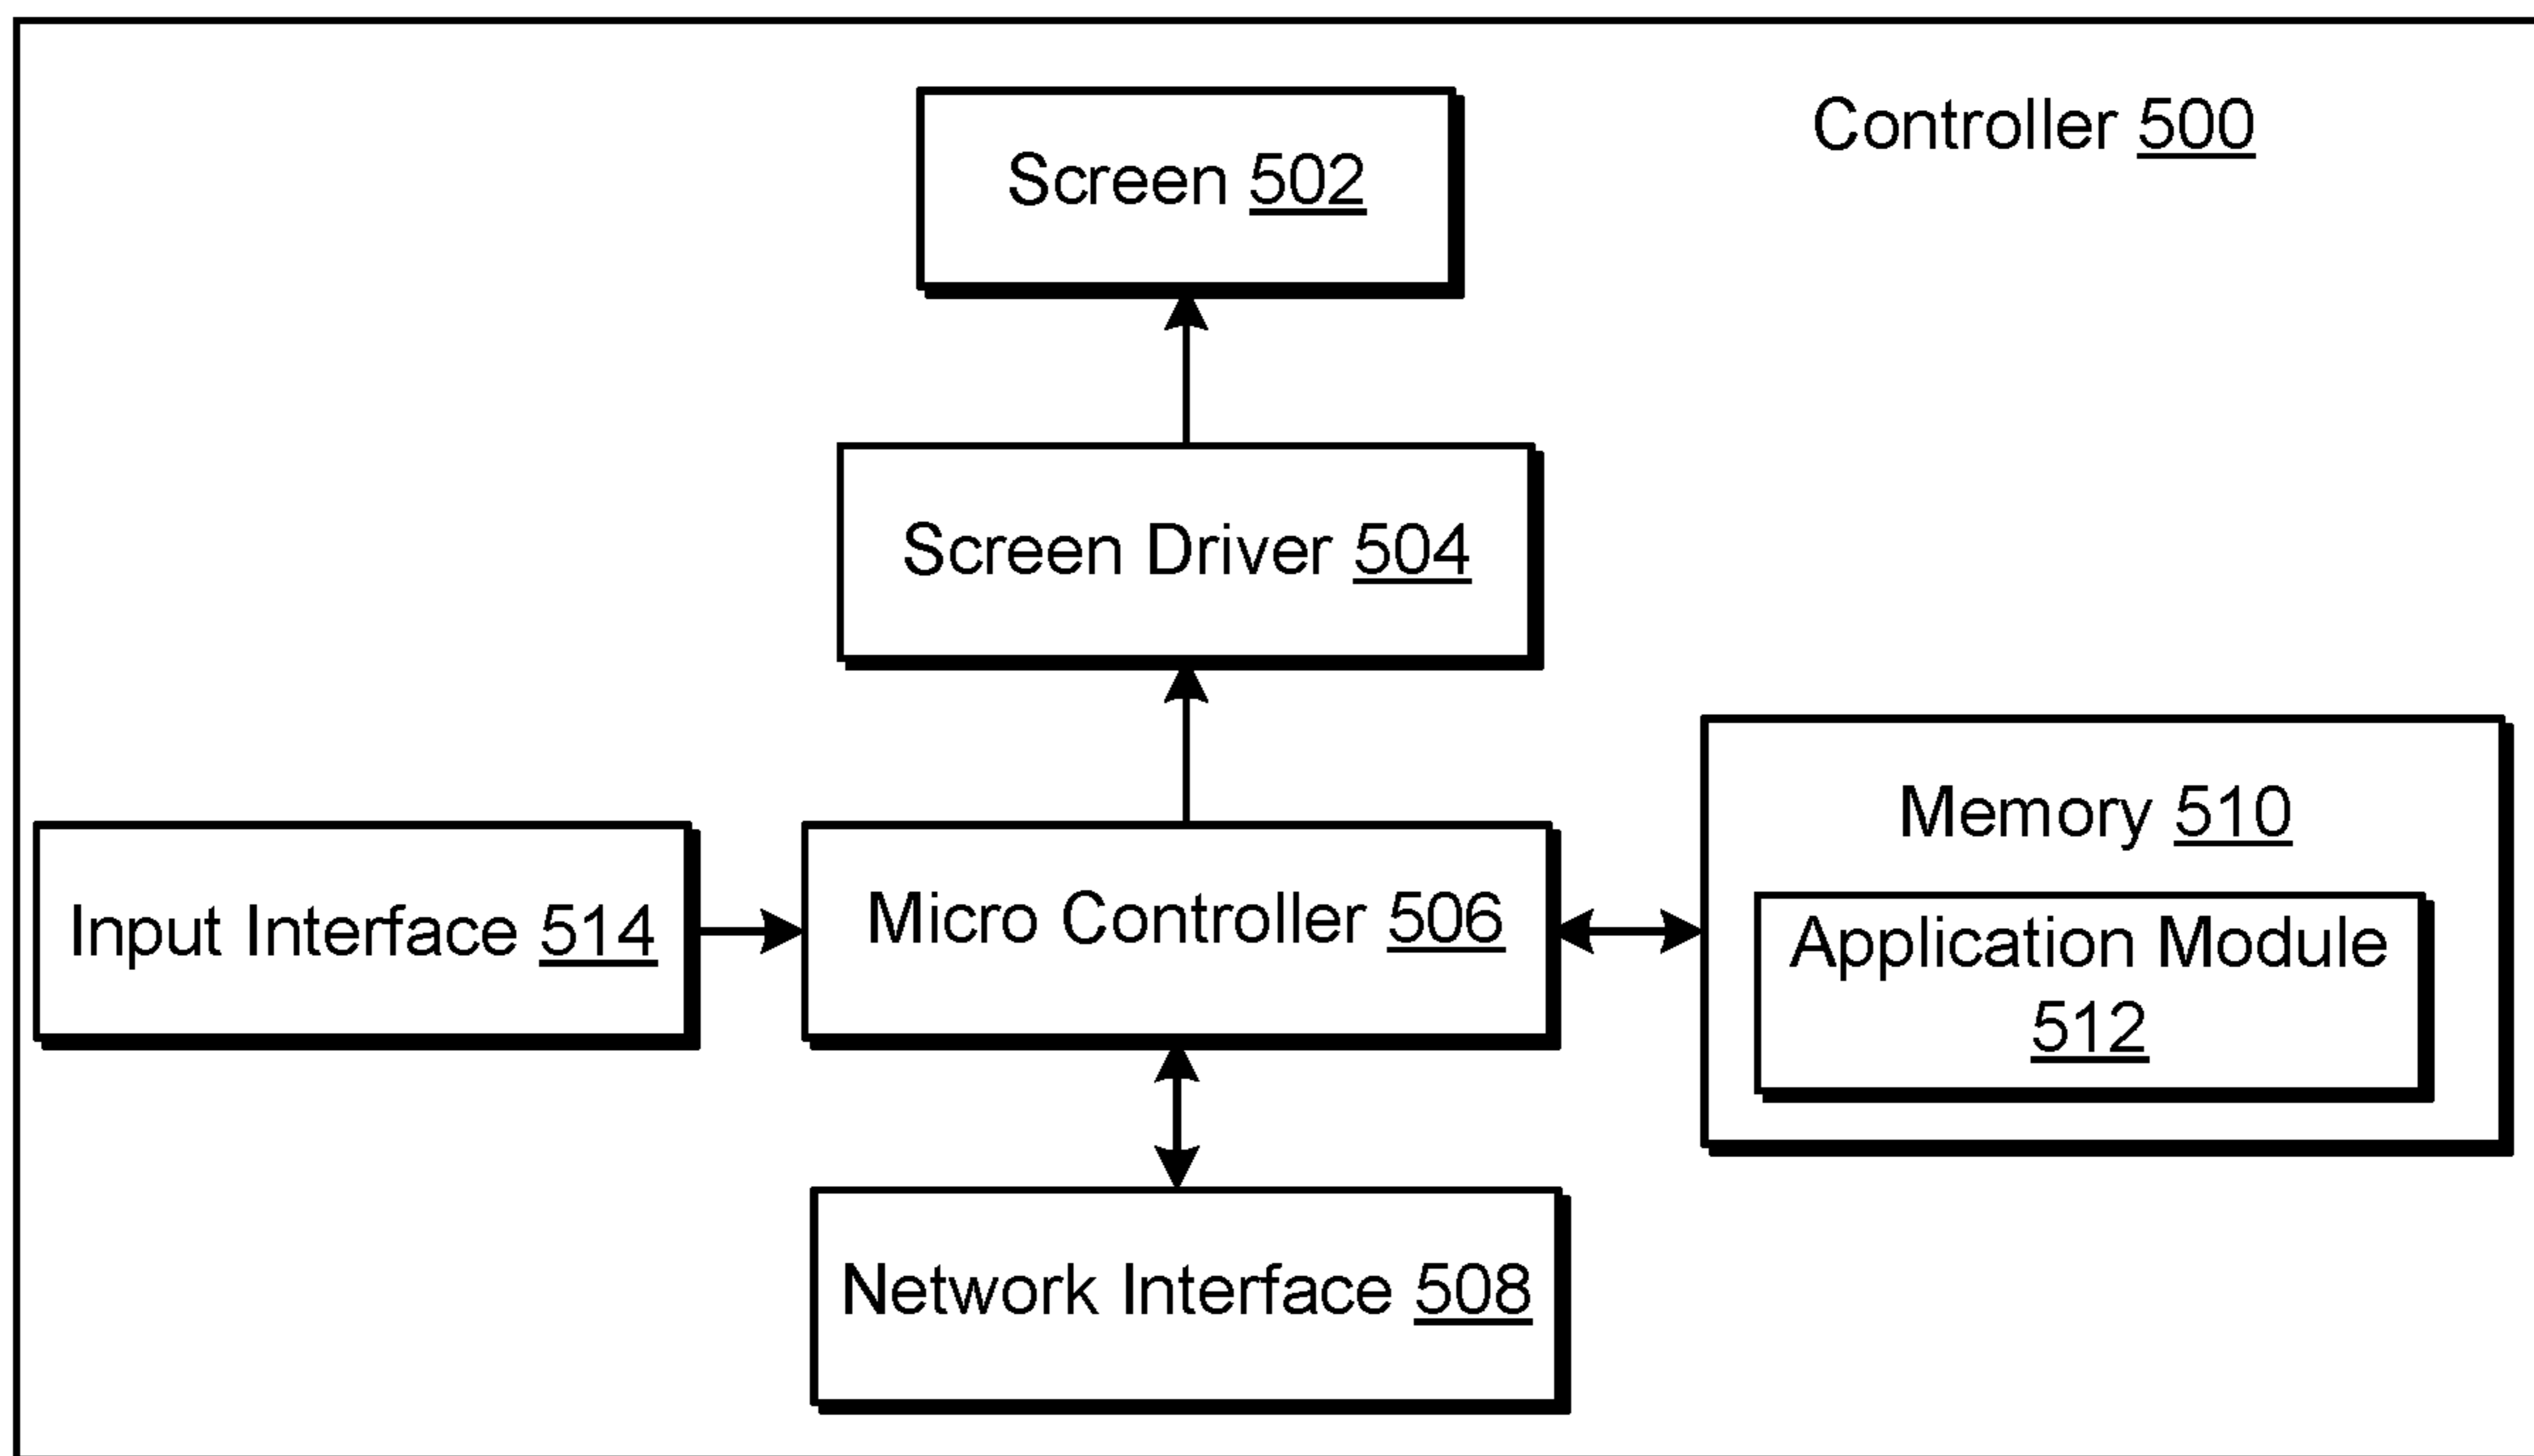 Controller 500
Screen 502
Screen Driver 504
Memory 510
Input Interface 514
Micro Controller 506
Application Module
512
Network Interface 508